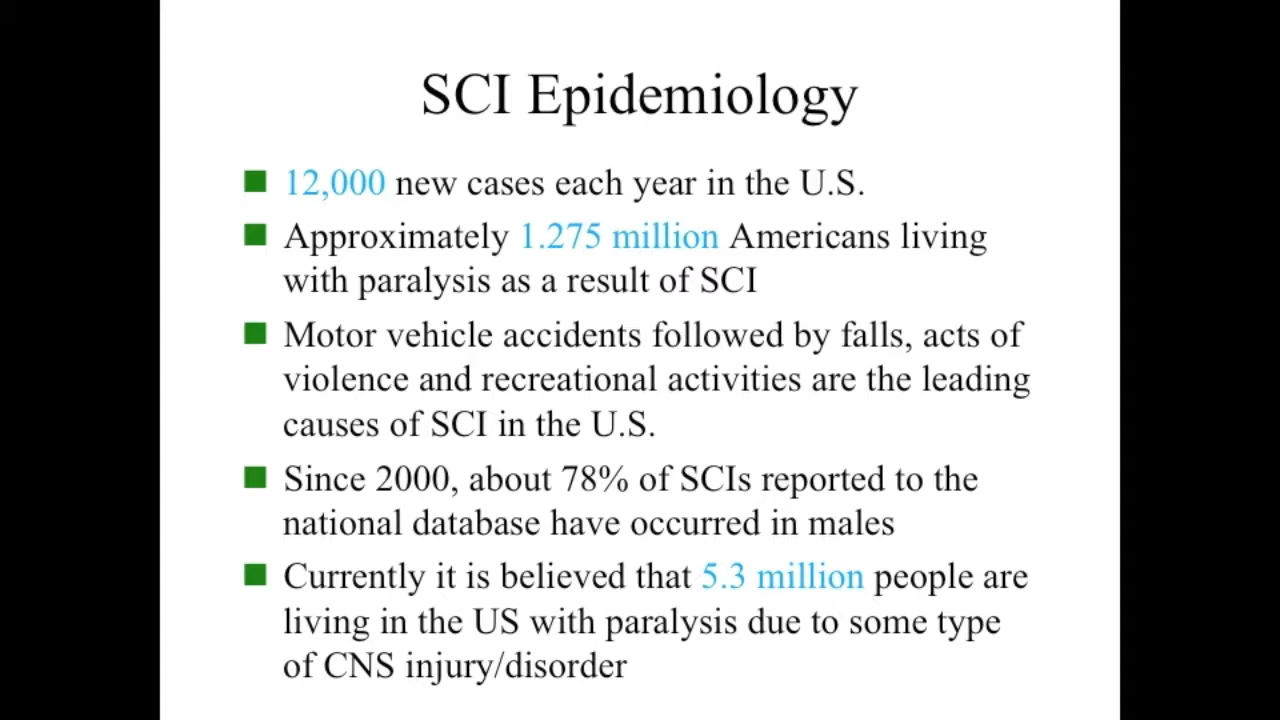 SCI Epidemiology
12,000 new cases each year in the U.S.
Approximately 1.275 million Americans living
with paralysis as a result of SCI
Motor vehicle accidents followed by falls, acts of
violence and recreational activities are the leading
causes of SCI in the U.S.
Since 2000, about 78% of SCIs reported to the
national database have occurred in males
Currently it is believed that 5.3 million people are
living in the US with paralysis due to some type
of CNS injury/disorder